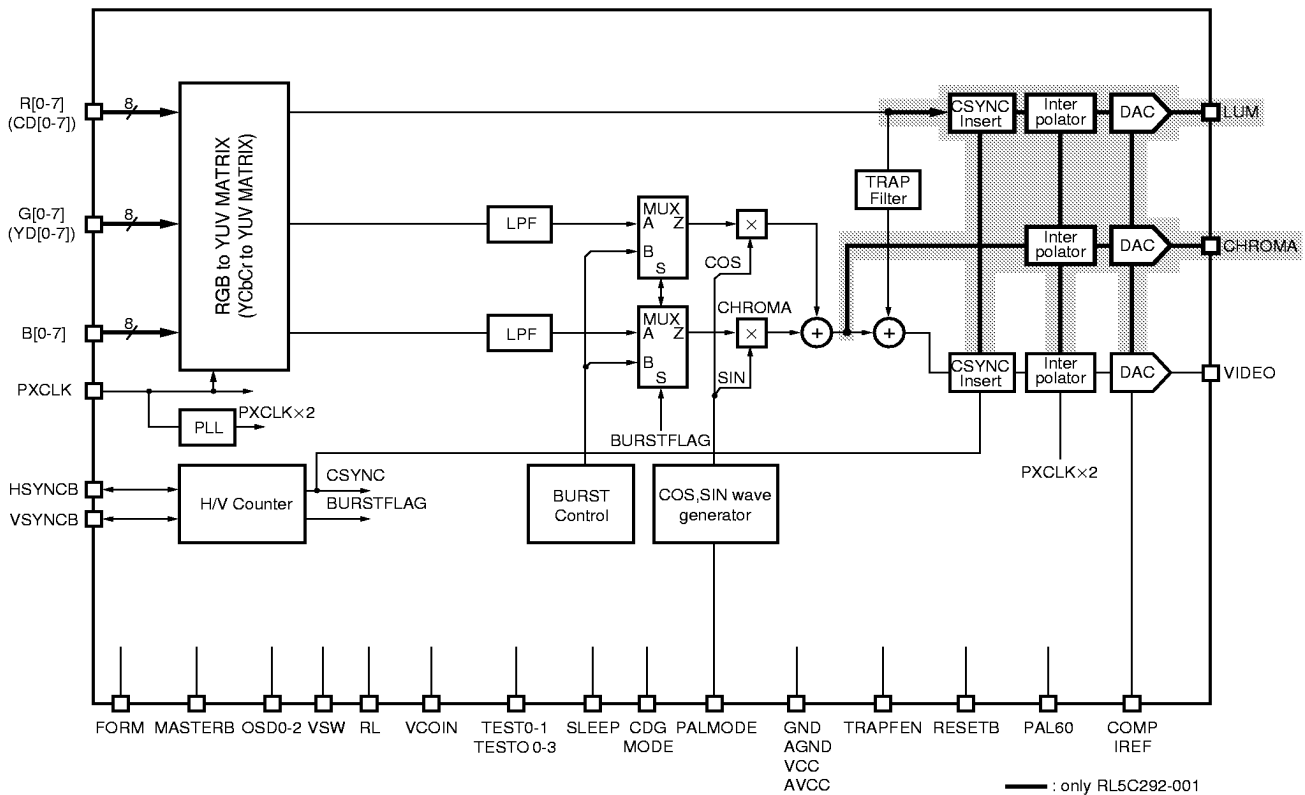 R[0-7]
(CD[0-7])
8
G[0-7]
(YD[0-7])
8
B[0-7]
8
PXCLK
RGB to YUV MATRIX
(YCbCr to YUV MATRIX)
PLL
PXCLK×2
HSYNCB
VSYNCB
H/V Counter
CSYNC
BURSTFLAG
LPF
LPF
MUX
A
Z
B
S
MUX
A
Z
B
S
BURSTFLAG
COS
×
CHROMA
×
SIN
+
+
TRAP
Filter
BURST
Control
COS,SIN wave
generator
CSYNC
Insert
Inter
polator
DAC
LUM
Inter
polator
DAC
CHROMA
CSYNC
Insert
Inter
polator
DAC
VIDEO
PXCLK×2
FORM
MASTERB
OSD0-2
VSW
RL
VCOIN
TEST0-1
TESTO 0-3
SLEEP
CDG
MODE
PALMODE
GND
AGND
VCC
AVCC
TRAPFEN
RESETB
PAL60
COMP
IREF
: only RL5C292-001